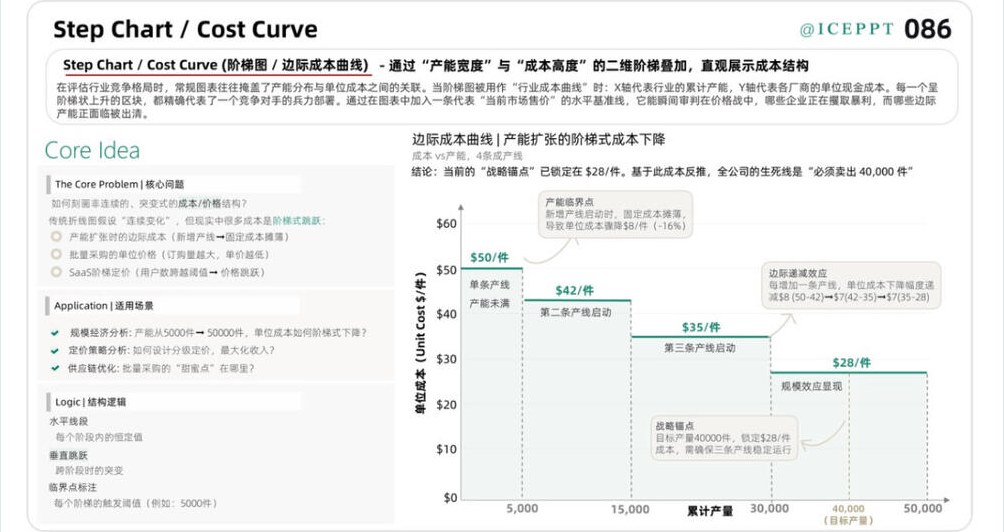 Step Chart / Cost Curve
@ICEPPT 086
Step Chart / Cost Curve (阶梯图 / 边际成本曲线) - 通过“产能宽度”与“成本高度”的二维阶梯叠加，直观展示成本结构
在评估行业竞争格局时，常规图表往往掩盖了产能分布与单位成本之间的关联。当阶梯图用作“行业成本曲线”时：X轴代表行业的累计产能，Y轴代表各厂商的单位现金成本。每一个呈
阶梯状上升的区块，都精确代表了一个竞争对手的兵力部署。通过在图表中加入一条代表“当前市场售价”的水平基准线，它能瞬间审判在价格战中，哪些企业正在攫取暴利，而哪些边际
产能正面临被出清。
Core Idea
The Core Problem | 核心问题
如何刻画非连续的、突变式的成本/价格结构？
传统折线图假设“连续变化”，但现实中很多成本是阶梯式跳跃：
产能扩张时的边际成本（新增产线➞固定成本摊薄）
批量采购的单位价格（订购量越大，单价越低）
SaaS阶梯定价（用户数跨越阈值➞ 价格跳跃）
Application | 适用场景
规模经济分析: 产能从5000件➞ 50000件，单位成本如何阶梯式下降？
定价策略分析: 如何设计分级定价，最大化收入？
供应链优化: 批量采购的“甜蜜点”在哪里？
Logic | 结构逻辑
水平线段
每个阶段内的恒定值
垂直跳跃
跨阶段时的突变
临界点标注
每个阶梯的触发阈值（例如：5000件）
边际成本曲线 | 产能扩张的阶梯式成本下降
成本 vs产能，4条成产线
结论：当前的“战略锚点”已锁定在 $28/件。基于此成本反推，全公司的生死线是“必须卖出 40,000 件”
产能临界点
新增产线启动时，固定成本摊薄，
导致单位成本骤降$8/件（-16%）
边际递减效应
每增加一条产线，单位成本下降幅度递
减$8 (50-42)➞$7(42-35)➞$7(35-28)
单位成本（Unit Cost $/件）
$60
$50
$40
$30
$20
$10
$0
$50/件
单条产线
产能未满
$42/件
第二条产线启动
$35/件
第三条产线启动
$28/件
规模效应显现
战略锚点
目标产量40000件，锁定$28/件
成本，需确保三条产线稳定运行
5,000
15,000
累计产量
30,000
40,000
（目标产量）
50,000